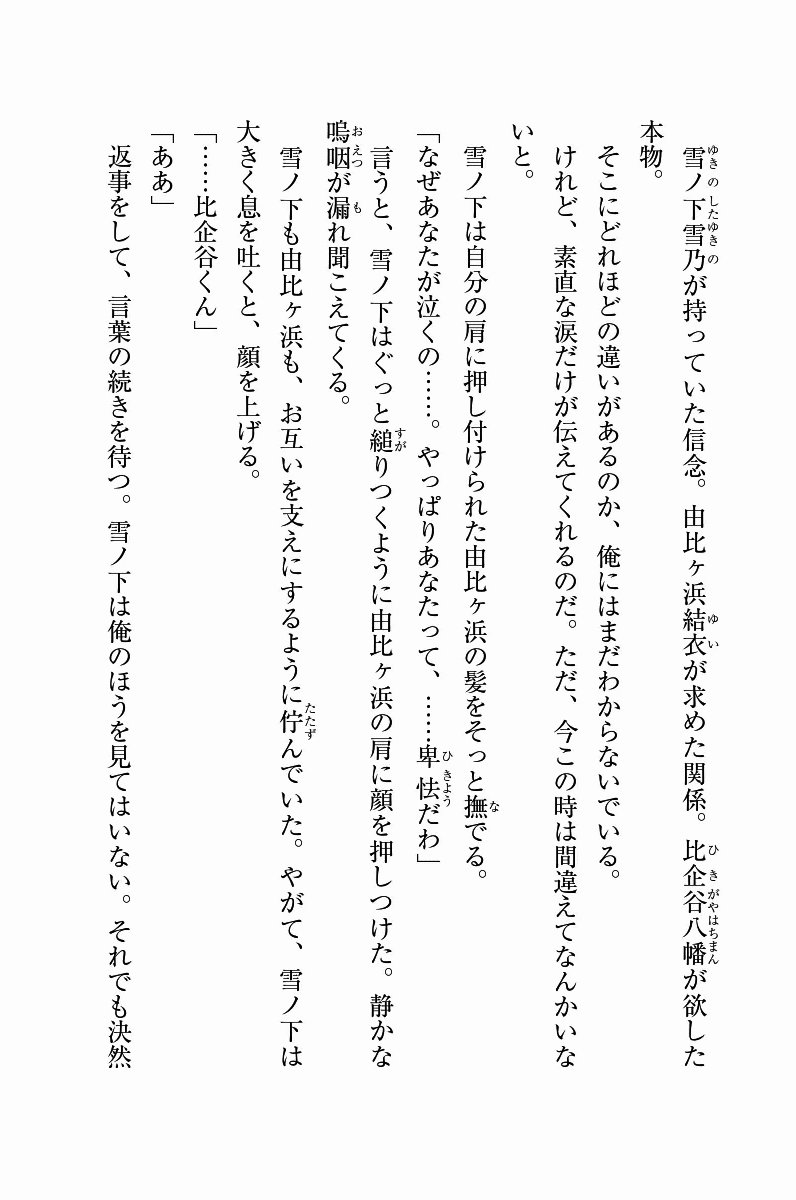 雪ノ下雪乃が持っていた信念。由比ヶ浜結衣が求めた関係。比企谷八幡が欲した
本物。
そこにどれほどの違いがあるのか、俺にはまだわからないでいる。
けれど、素直な涙だけが伝えてくれるのだ。ただ、今この時は間違えてなんかいな
いと。
雪ノ下は自分の肩に押し付けられた由比ヶ浜の髪をそっと撫でる。
「なぜあなたが泣くの……。やっぱりあなたって、……卑怯だわ」
言うと、雪ノ下はぐっと縋りつくように由比ヶ浜の肩に顔を押しつけた。静かな
嗚咽が漏れ聞こえてくる。
雪ノ下も由比ヶ浜も、お互いを支えにするように佇んでいた。やがて、雪ノ下は
大きく息を吐くと、顔を上げる。
「……比企谷くん」
「ああ」
返事をして、言葉の続きを待つ。雪ノ下は俺のほうを見てはいない。それでも決然